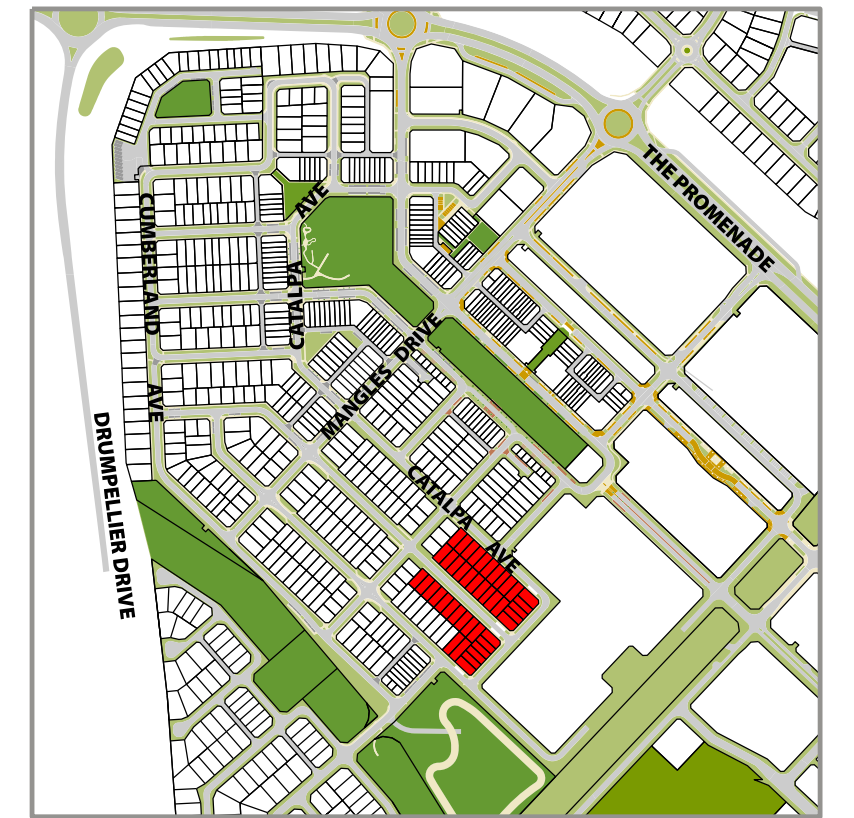 THE PROMENADE
AVE
CUMBERLAND
AVE
CATALPA
MANGLES DRIVE
DRUMPELLIER DRIVE
CATALPA AVE